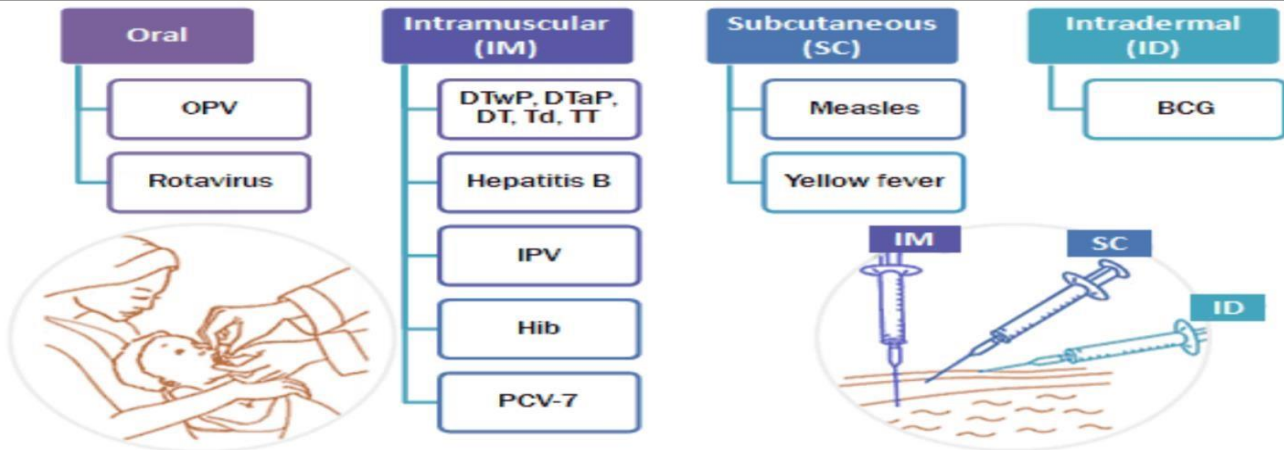 Oral
OPV
Rotavirus
Intramuscular
(IM)
DTwP, DTaP,
DT, Td, TT
Hepatitis B
IPV
Hib
PCV-7
Subcutaneous
(SC)
Measles
Yellow fever
Intradermal
(ID)
BCG
IM
SC
ID